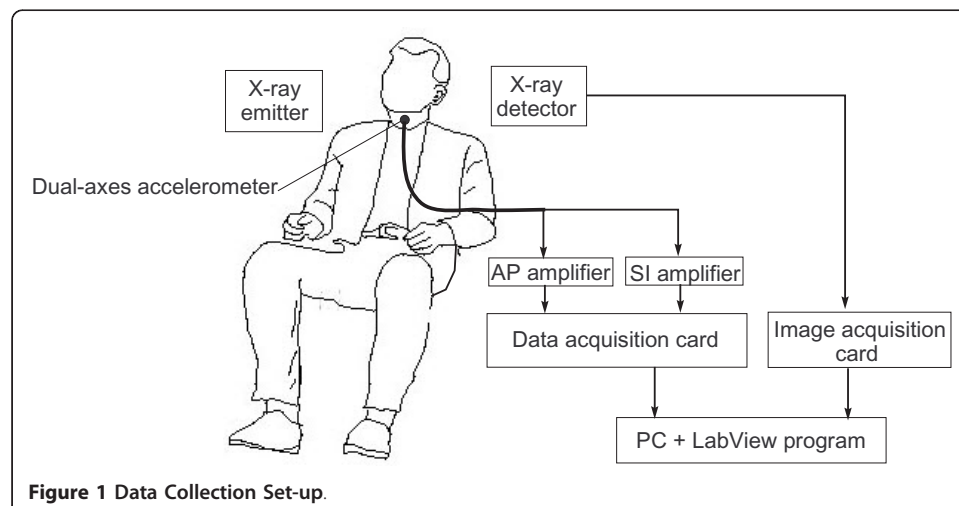 X-ray
emitter
X-ray
detector
Dual-axes accelerometer
AP amplifier
SI amplifier
Data acquisition card
Image acquisition
card
PC + LabView program
Figure 1 Data Collection Set-up.